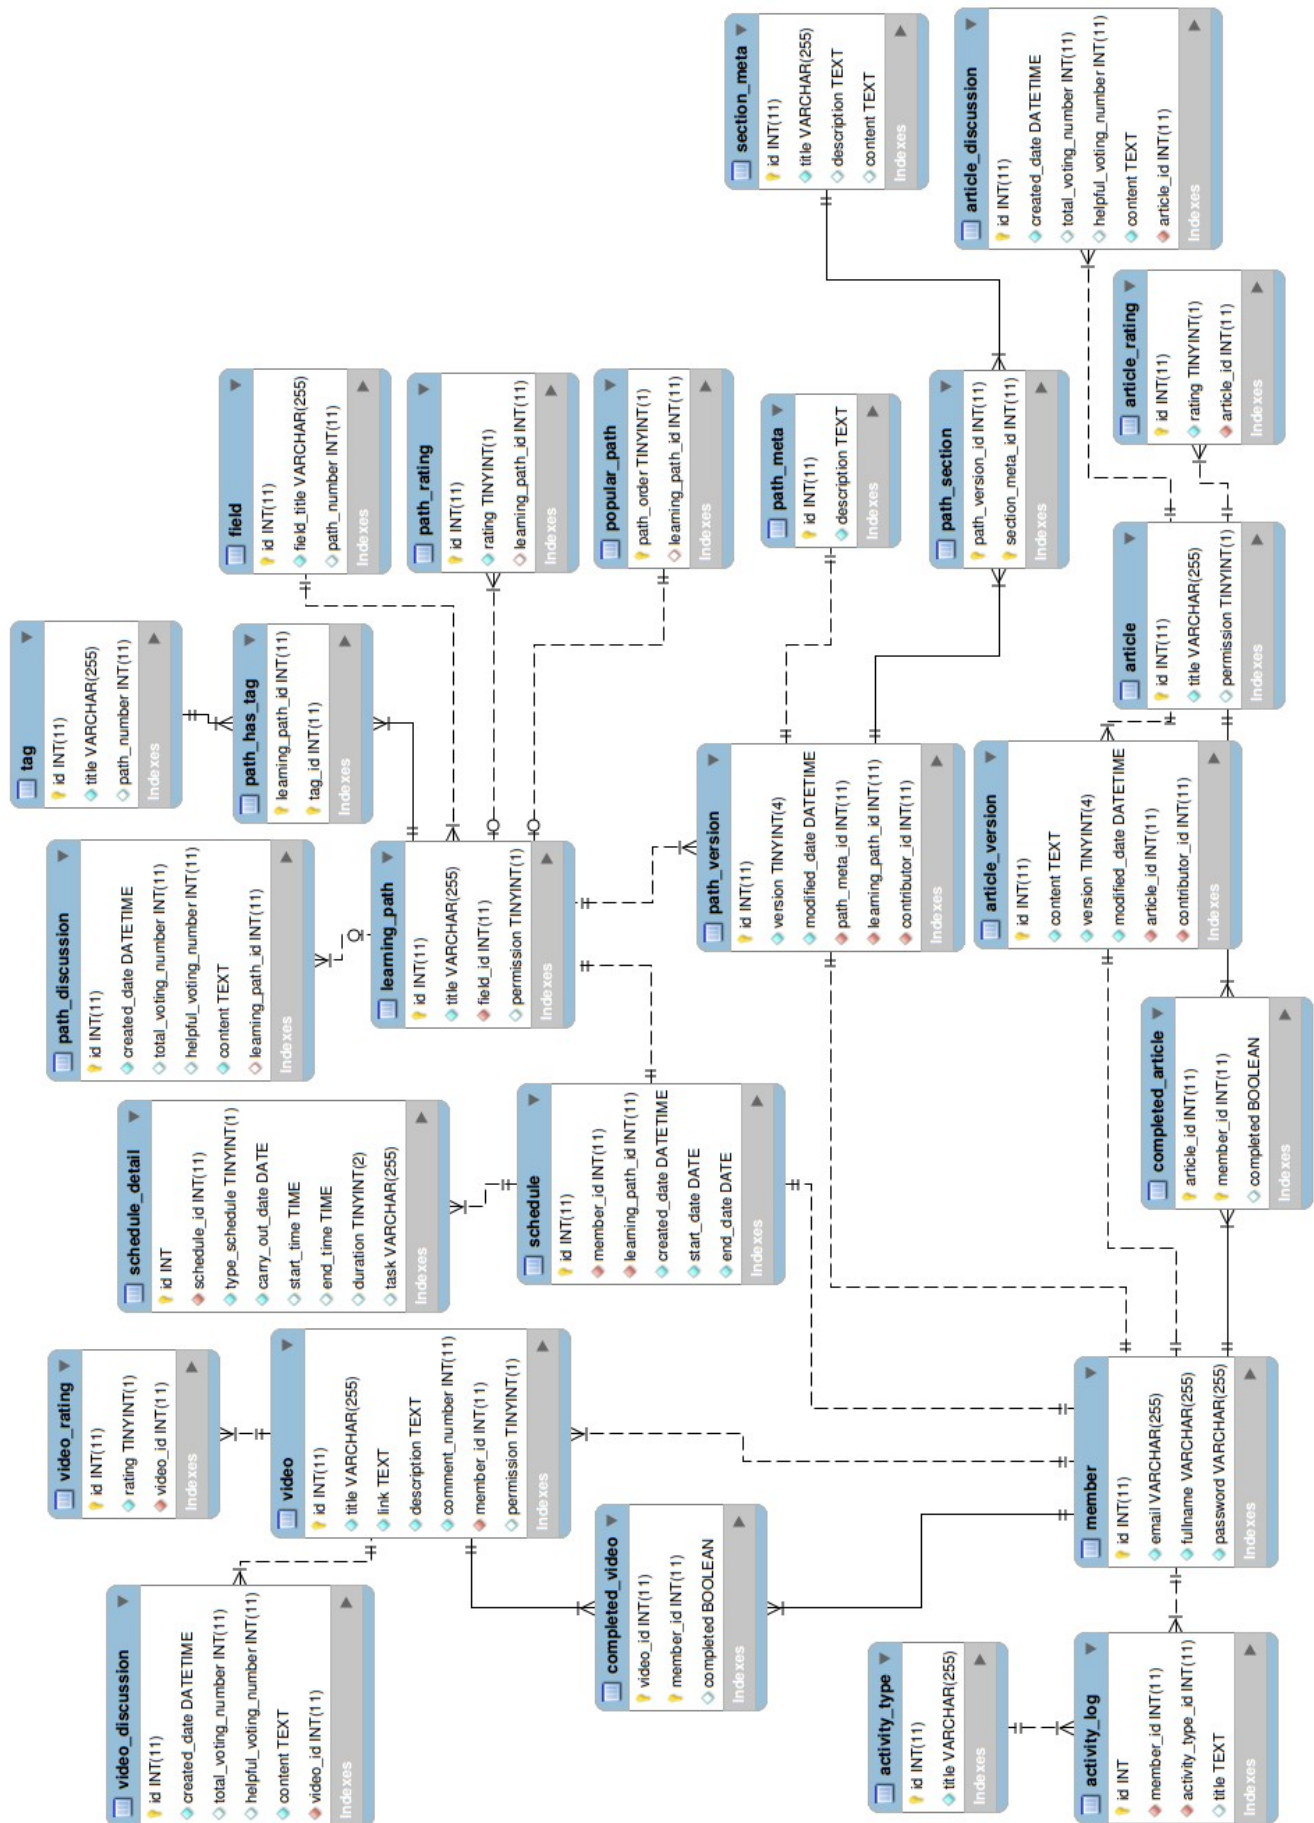 video_discussion
id INT(11)
created_date DATETIME
total_voting_number INT(11)
helpful_voting_number INT(11)
content TEXT
video_id INT(11)
Indexes
video_rating
id INT(11)
rating TINYINT(1)
video_id INT(11)
Indexes
schedule_detail
id INT
schedule_id INT(11)
type_schedule TINYINT(1)
carry_out_date DATE
start_time TIME
end_time TIME
duration TINYINT(2)
task VARCHAR(255)
Indexes
path_discussion
id INT(11)
created_date DATETIME
total_voting_number INT(11)
helpful_voting_number INT(11)
content TEXT
learning_path_id INT(11)
Indexes
tag
id INT(11)
title VARCHAR(255)
path_number INT(11)
Indexes
path_has_tag
learning_path_id INT(11)
tag_id INT(11)
Indexes
field
id INT(11)
field_title VARCHAR(255)
path_number INT(11)
Indexes
video
id INT(11)
title VARCHAR(255)
link TEXT
description TEXT
comment_number INT(11)
member_id INT(11)
permission TINYINT(1)
Indexes
learning_path
id INT(11)
title VARCHAR(255)
field_id INT(11)
permission TINYINT(1)
Indexes
path_rating
id INT(11)
rating TINYINT(1)
learning_path_id INT(11)
Indexes
schedule
id INT(11)
member_id INT(11)
learning_path_id INT(11)
created_date DATETIME
start_date DATE
end_date DATE
Indexes
popular_path
path_order TINYINT(1)
learning_path_id INT(11)
Indexes
completed_video
video_id INT(11)
member_id INT(11)
completed BOOLEAN
Indexes
path_version
id INT(11)
version TINYINT(4)
modified_date DATETIME
path_meta_id INT(11)
learning_path_id INT(11)
contributor_id INT(11)
Indexes
path_meta
id INT(11)
description TEXT
Indexes
section_meta
id INT(11)
title VARCHAR(255)
description TEXT
content TEXT
Indexes
activity_type
id INT(11)
title VARCHAR(255)
Indexes
path_section
path_version_id INT(11)
section_meta_id INT(11)
Indexes
article_discussion
id INT(11)
created_date DATETIME
total_voting_number INT(11)
helpful_voting_number INT(11)
content TEXT
article_id INT(11)
Indexes
activity_log
id INT
member_id INT(11)
activity_type_id INT(11)
title TEXT
Indexes
member
id INT(11)
email VARCHAR(255)
fullname VARCHAR(255)
password VARCHAR(255)
Indexes
completed_article
article_id INT(11)
member_id INT(11)
completed BOOLEAN
Indexes
article_version
id INT(11)
content TEXT
version TINYINT(4)
modified_date DATETIME
article_id INT(11)
contributor_id INT(11)
Indexes
article
id INT(11)
title VARCHAR(255)
permission TINYINT(1)
Indexes
article_rating
id INT(11)
rating TINYINT(1)
article_id INT(11)
Indexes